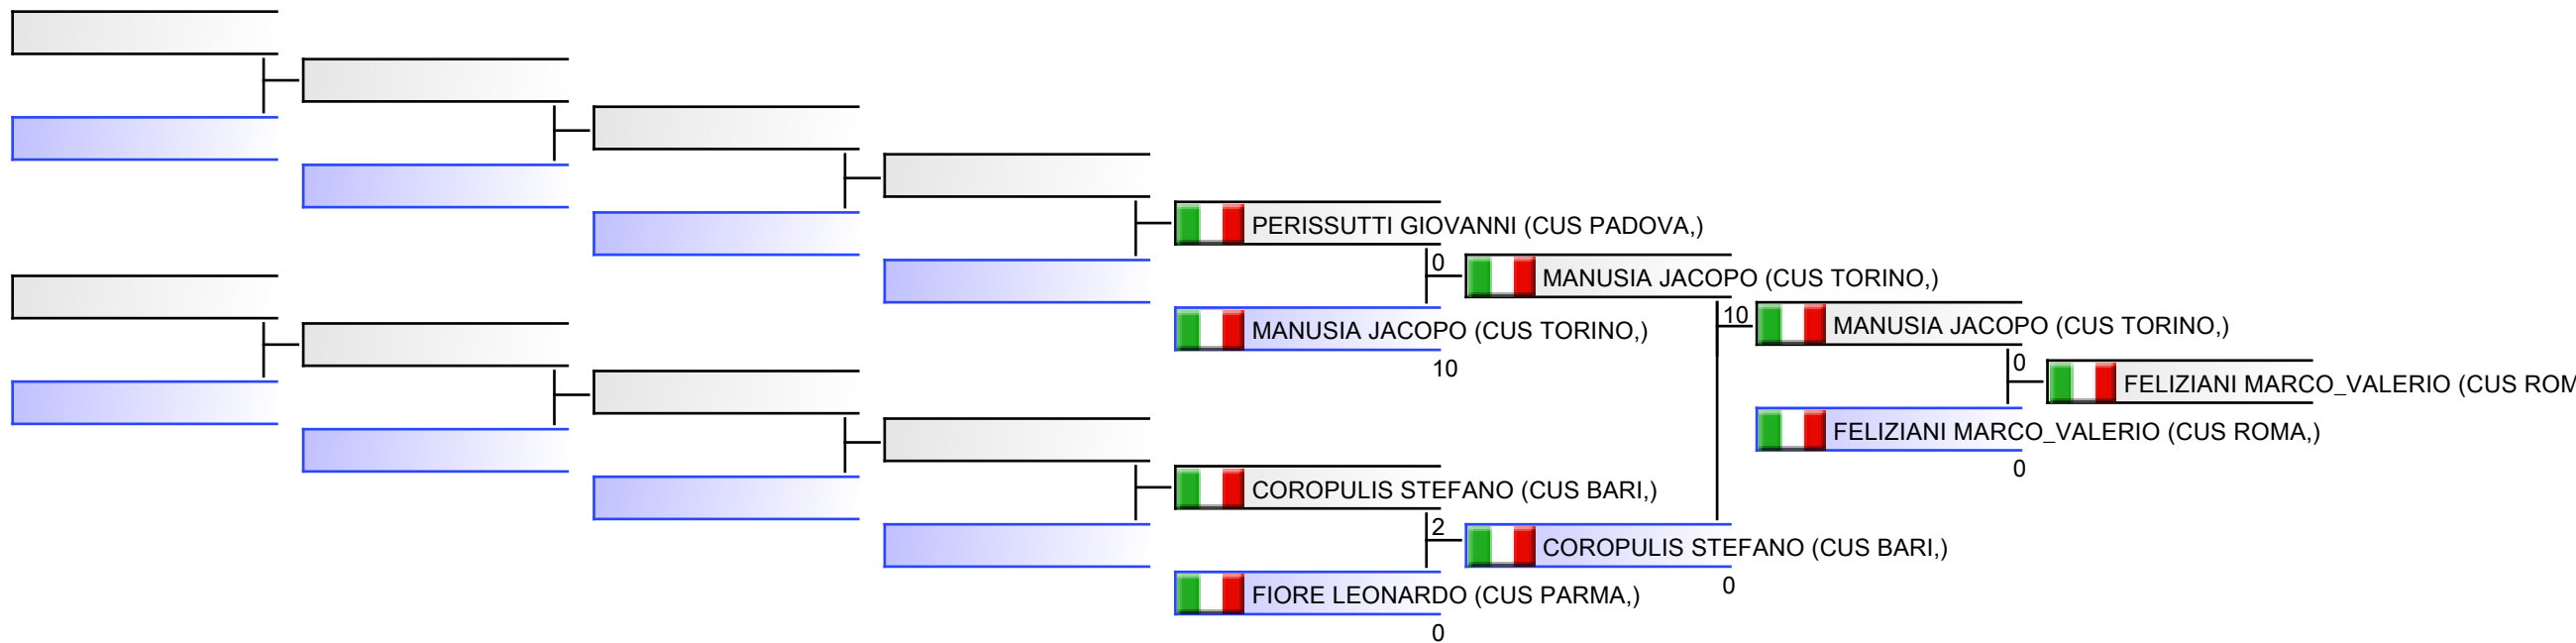 PERISSUTTI GIOVANNI (CUS PADOVA,)
0
MANUSIA JACOPO (CUS TORINO,)
10
MANUSIA JACOPO (CUS TORINO,)
MANUSIA JACOPO (CUS TORINO,)
10
0
FELIZIANI MARCO_VALERIO (CUS ROM
FELIZIANI MARCO_VALERIO (CUS ROMA,)
0
COROPULIS STEFANO (CUS BARI,)
2
COROPULIS STEFANO (CUS BARI,)
0
FIORE LEONARDO (CUS PARMA,)
0